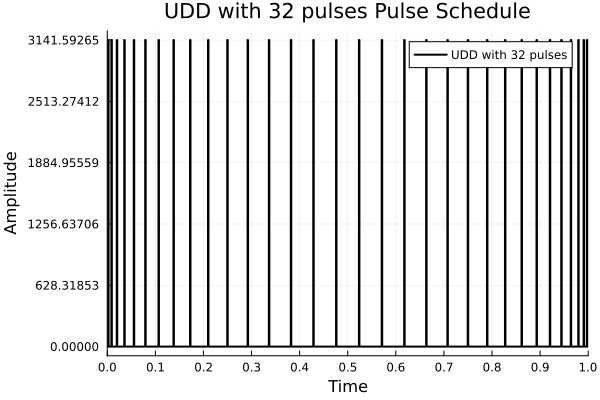 UDD with 32 pulses Pulse Schedule
3141.59265
UDD with 32 pulses
2513.27412
1884.95559
Amplitude
1256.63706
628.31853
0.00000
0.0 0.1 0.2 0.3 0.4 0.5 0.6 0.7 0.8 0.9 1.0
Time